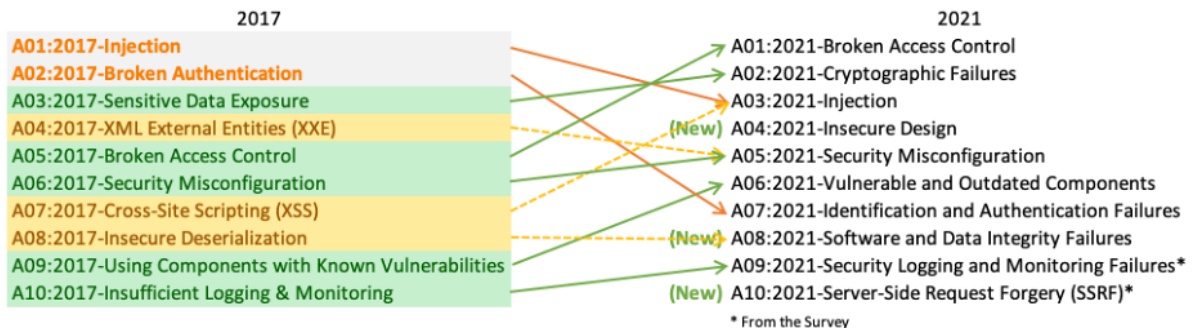 2017
A01:2017-Injection
A02:2017-Broken Authentication
A03:2017-Sensitive Data Exposure
A04:2017-XML External Entities (XXE)
A05:2017-Broken Access Control
A06:2017-Security Misconfiguration
A07:2017-Cross-Site Scripting (XSS)
A08:2017-Insecure Deserialization
A09:2017-Using Components with Known Vulnerabilities
A10:2017-Insufficient Logging & Monitoring
2021
A01:2021-Broken Access Control
A02:2021-Cryptographic Failures
A03:2021-Injection
(New) A04:2021-Insecure Design
A05:2021-Security Misconfiguration
A06:2021-Vulnerable and Outdated Components
A07:2021-Identification and Authentication Failures
(New) A08:2021-Software and Data Integrity Failures
A09:2021-Security Logging and Monitoring Failures*
(New) A10:2021-Server-Side Request Forgery (SSRF)*
* From the Survey